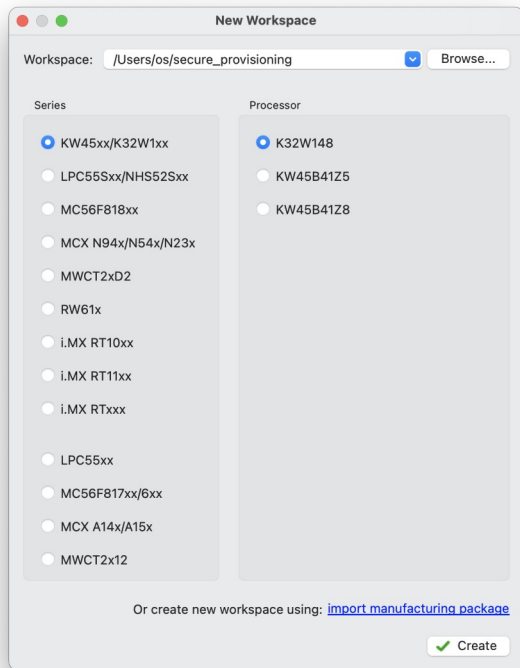 New Workspace
Workspace: /Users/os/secure_provisioning Browse...
Series
KW45xx/K32W1xx
LPC55Sxx/NHS52Sxx
MC56F818xx
MCX N94x/N54x/N23x
MWCT2xD2
RW61x
i.MX RT10xx
i.MX RT11xx
i.MX RTxxx
LPC55xx
MC56F817xx/6xx
MCX A14x/A15x
MWCT2x12
Processor
K32W148
KW45B41Z5
KW45B41Z8
Or create new workspace using: import manufacturing package
Create